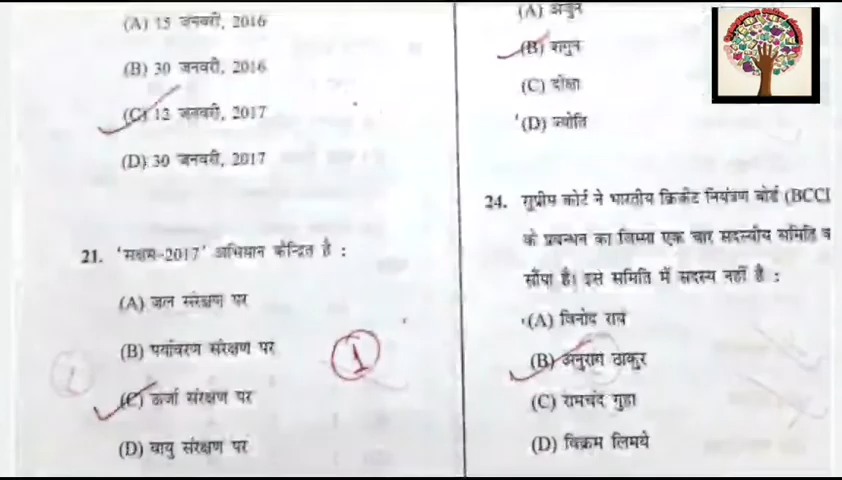 (A) 15 जनवरी, 2016
(B) 30 जनवरी, 2016
(C) 12 जनवरी, 2017
(D) 30 जनवरी, 2017
21. 'सक्षम-2017' अभियान केन्द्रित है :
(A) जल संरक्षण पर
(B) पर्यावरण संरक्षण पर
(C) ऊर्जा संरक्षण पर
(D) वायु संरक्षण पर
1
(A) अर्जुन
(B) शगुन
(C) दीक्षा
(D) ज्योति
24. सुप्रीम कोर्ट ने भारतीय क्रिकेट नियंत्रण बोर्ड (BCCI
के प्रबन्धन का जिम्मा एक चार सदस्यीय समिति व
सौंपा है। इसे समिति में सदस्य नहीं है :
(A) विनोद राय
(B) अनुराग ठाकुर
(C) रामचंद्र गुहा
(D) विक्रम लिमये